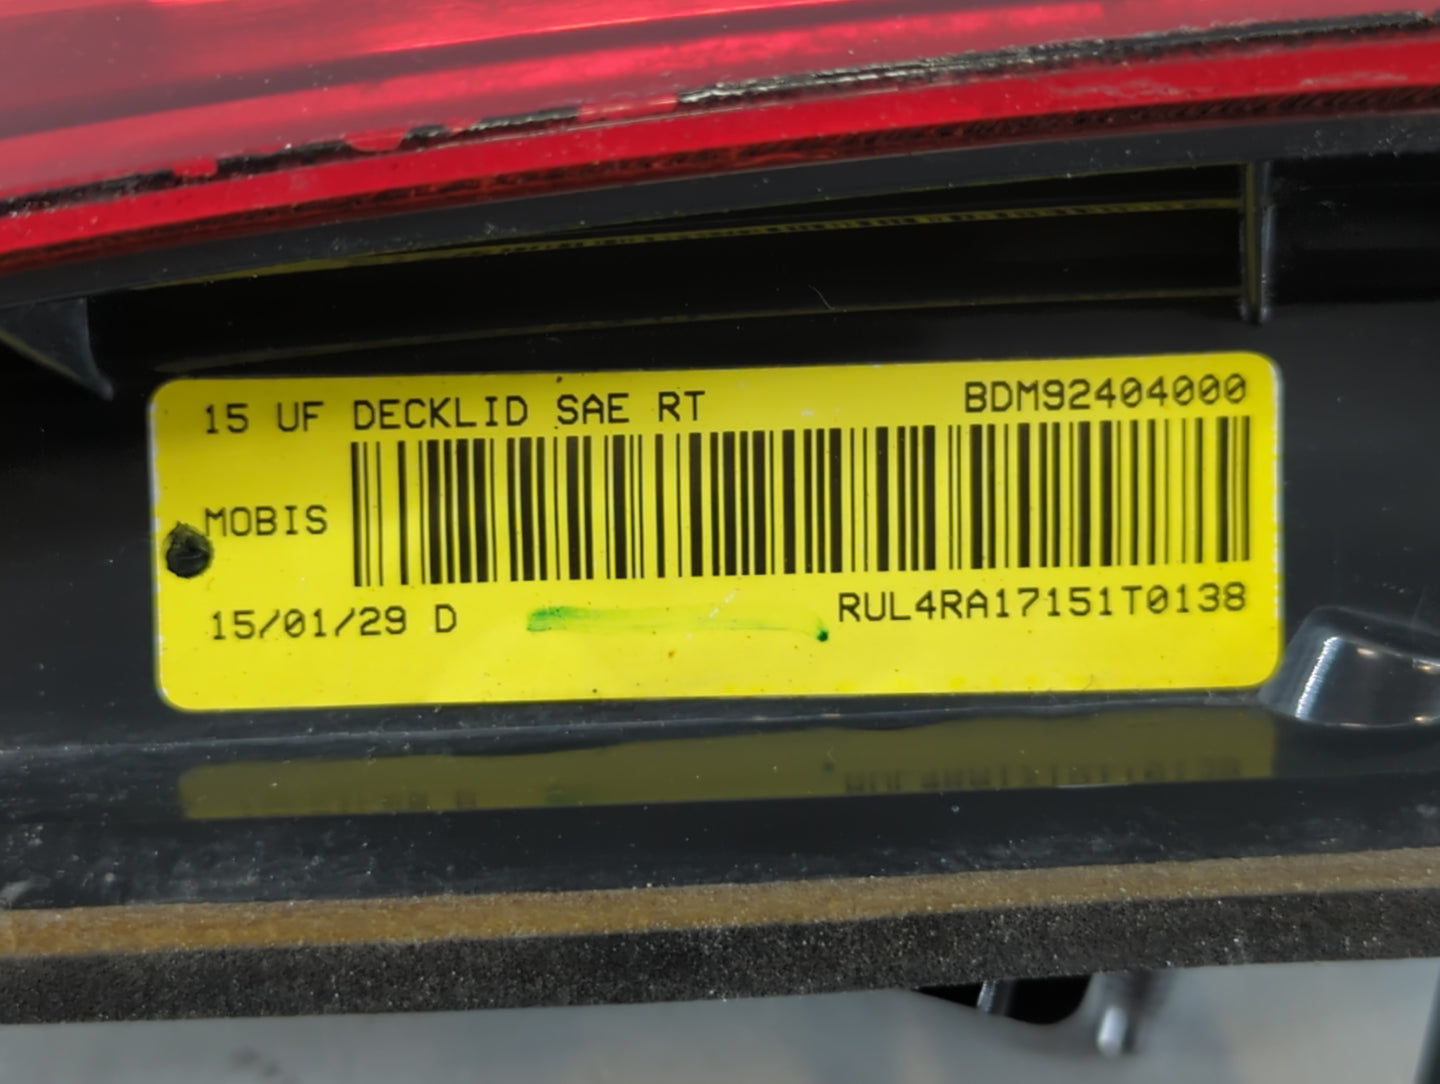 15 UF DECKLID SAE RT BDM92404000
MOBIS
15/01/29 D RUL4RA17151T0138